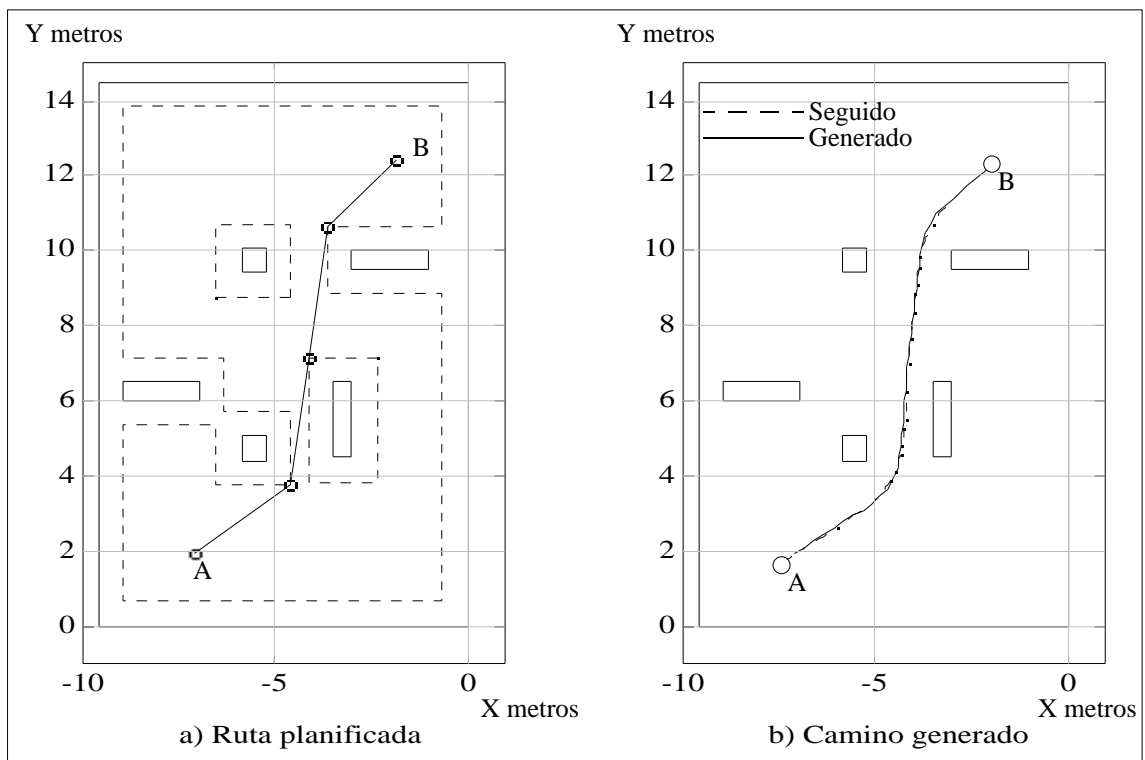 Y metros
14
12
10
8
6
4
2
0
-10
-5
0
X metros
B
A
a) Ruta planificada
Y metros
14
12
10
8
6
4
2
0
-10
-5
0
X metros
Seguido
Generado
B
A
b) Camino generado